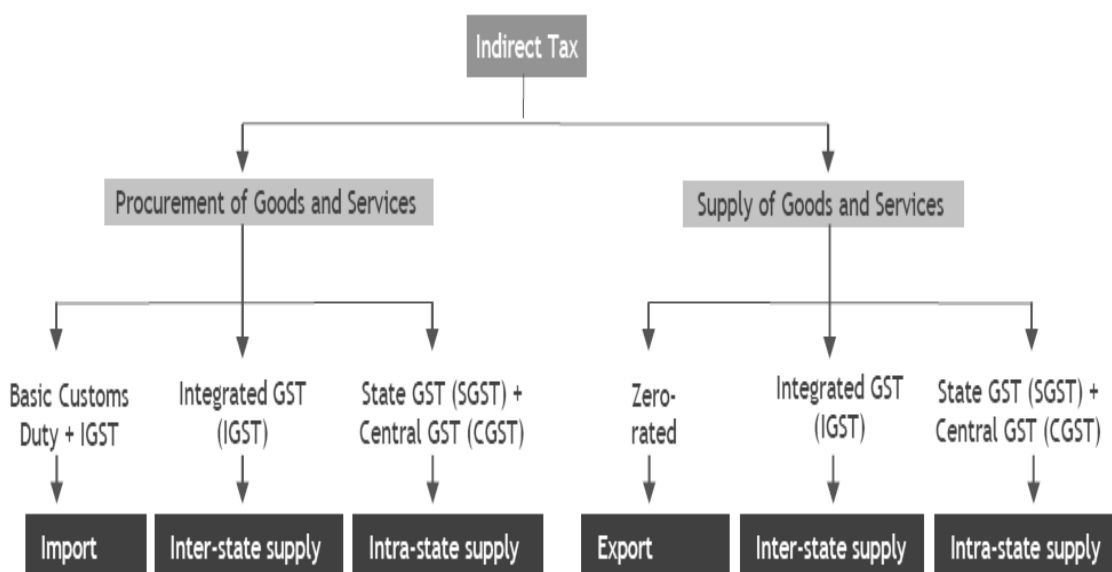 Indirect Tax
Procurement of Goods and Services
Supply of Goods and Services
Basic Customs
Duty + IGST
Integrated GST
(IGST)
State GST (SGST) +
Central GST (CGST)
Zero-
rated
Integrated GST
(IGST)
State GST (SGST) +
Central GST (CGST)
Import
Inter-state supply
Intra-state supply
Export
Inter-state supply
Intra-state supply